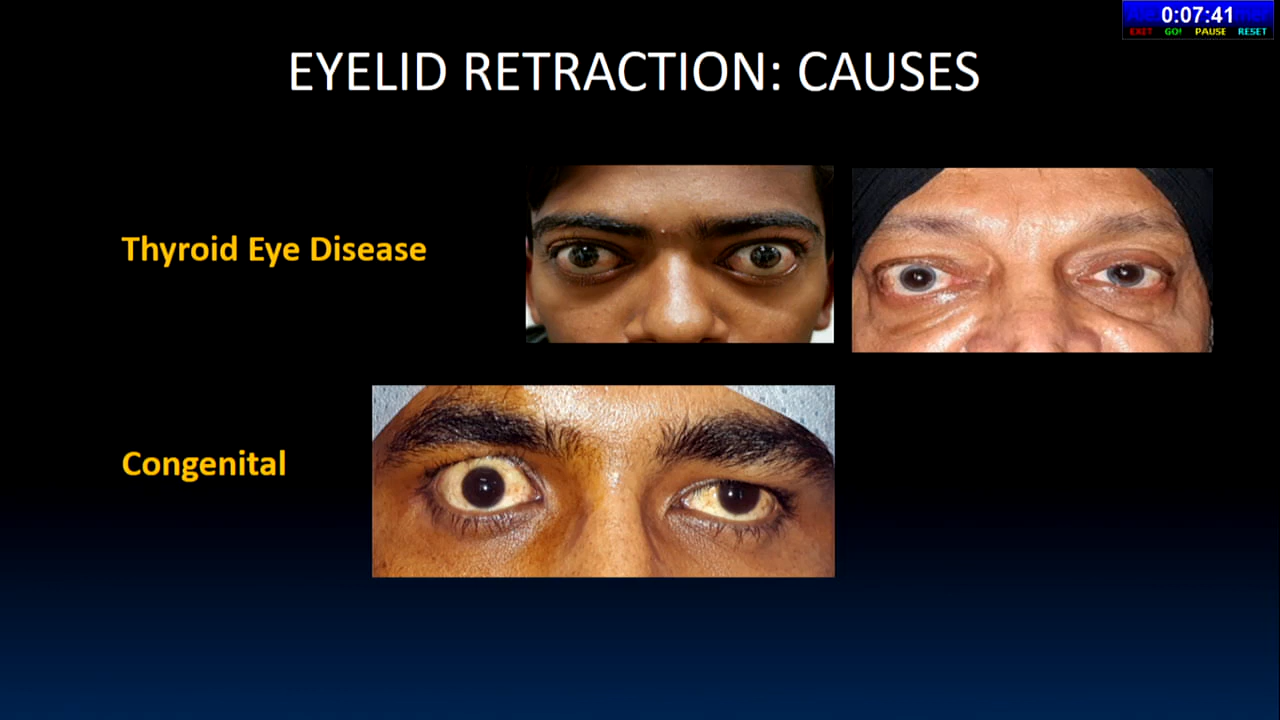 0:07:41
EXIT GO! PAUSE RESET
EYELID RETRACTION: CAUSES
Thyroid Eye Disease
Congenital